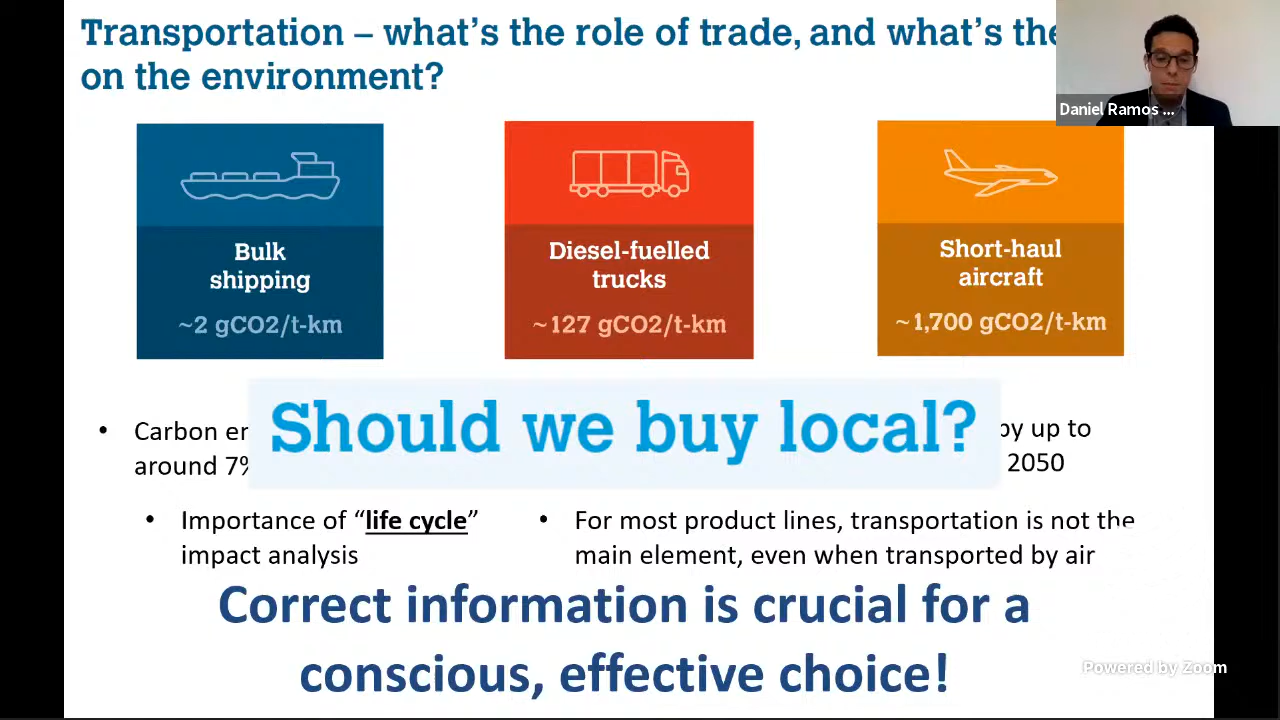 Transportation – what's the role of trade, and what's the
on the environment?
Daniel Ramos ...
Bulk
shipping
~2 gCO2/t-km
Diesel-fuelled
trucks
~127 gCO2/t-km
Short-haul
aircraft
~1,700 gCO2/t-km
Should we buy local?
• Carbon
around 7%
by up to
2050
• Importance of “life cycle”
impact analysis
• For most product lines, transportation is not the
main element, even when transported by air
Correct information is crucial for a
conscious, effective choice!
Powered by Zoom